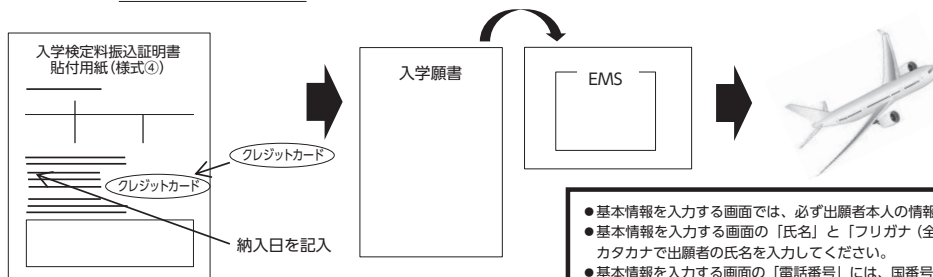 入学検定料振込証明書
貼付用紙(様式④)
クレジットカード
クレジットカード
納入日を記入
入学願書
EMS
●基本情報を入力する画面では、必ず出願者本人の情報
●基本情報を入力する画面の「氏名」と「フリガナ（全
カタカナで出願者の氏名を入力してください。
●基本情報を入力する画面の「電話番号」には、国番号